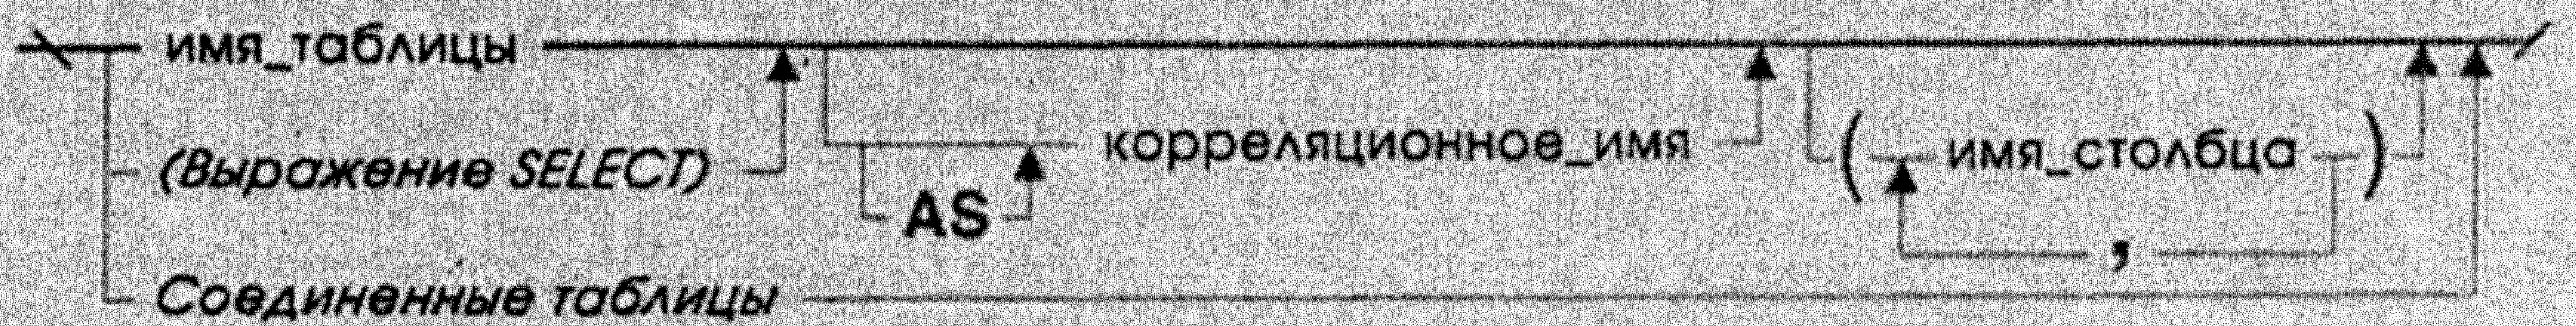 имя_таблицы
(Выражение SELECT) корреляционное_имя ( имя_столбца )
AS ,
Соединенные таблицы